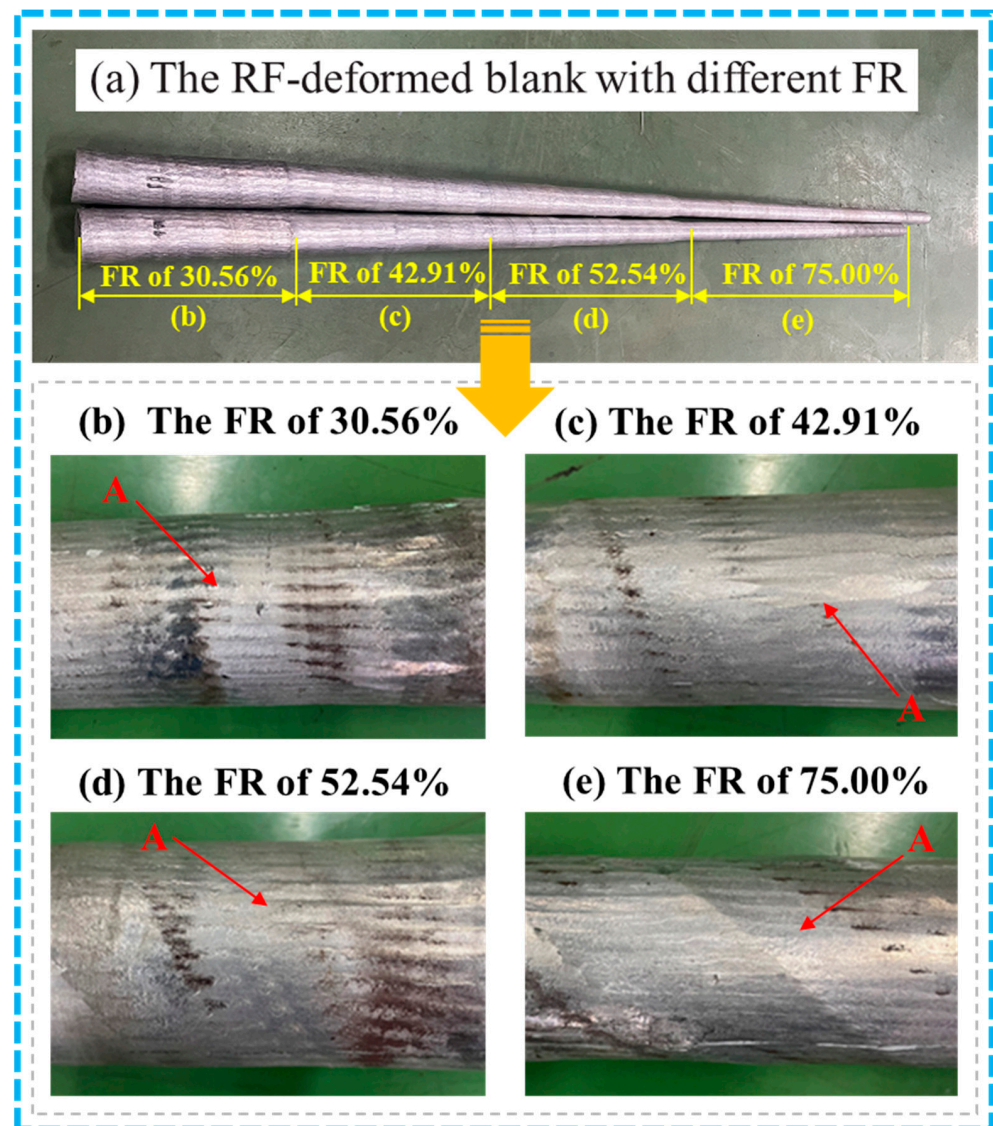 (a) The RF-deformed blank with different FR
FR of 30.56% FR of 42.91% FR of 52.54% FR of 75.00%
(b) (c) (d) (e)
(b) The FR of 30.56% (c) The FR of 42.91%
A
A
(d) The FR of 52.54% (e) The FR of 75.00%
A A